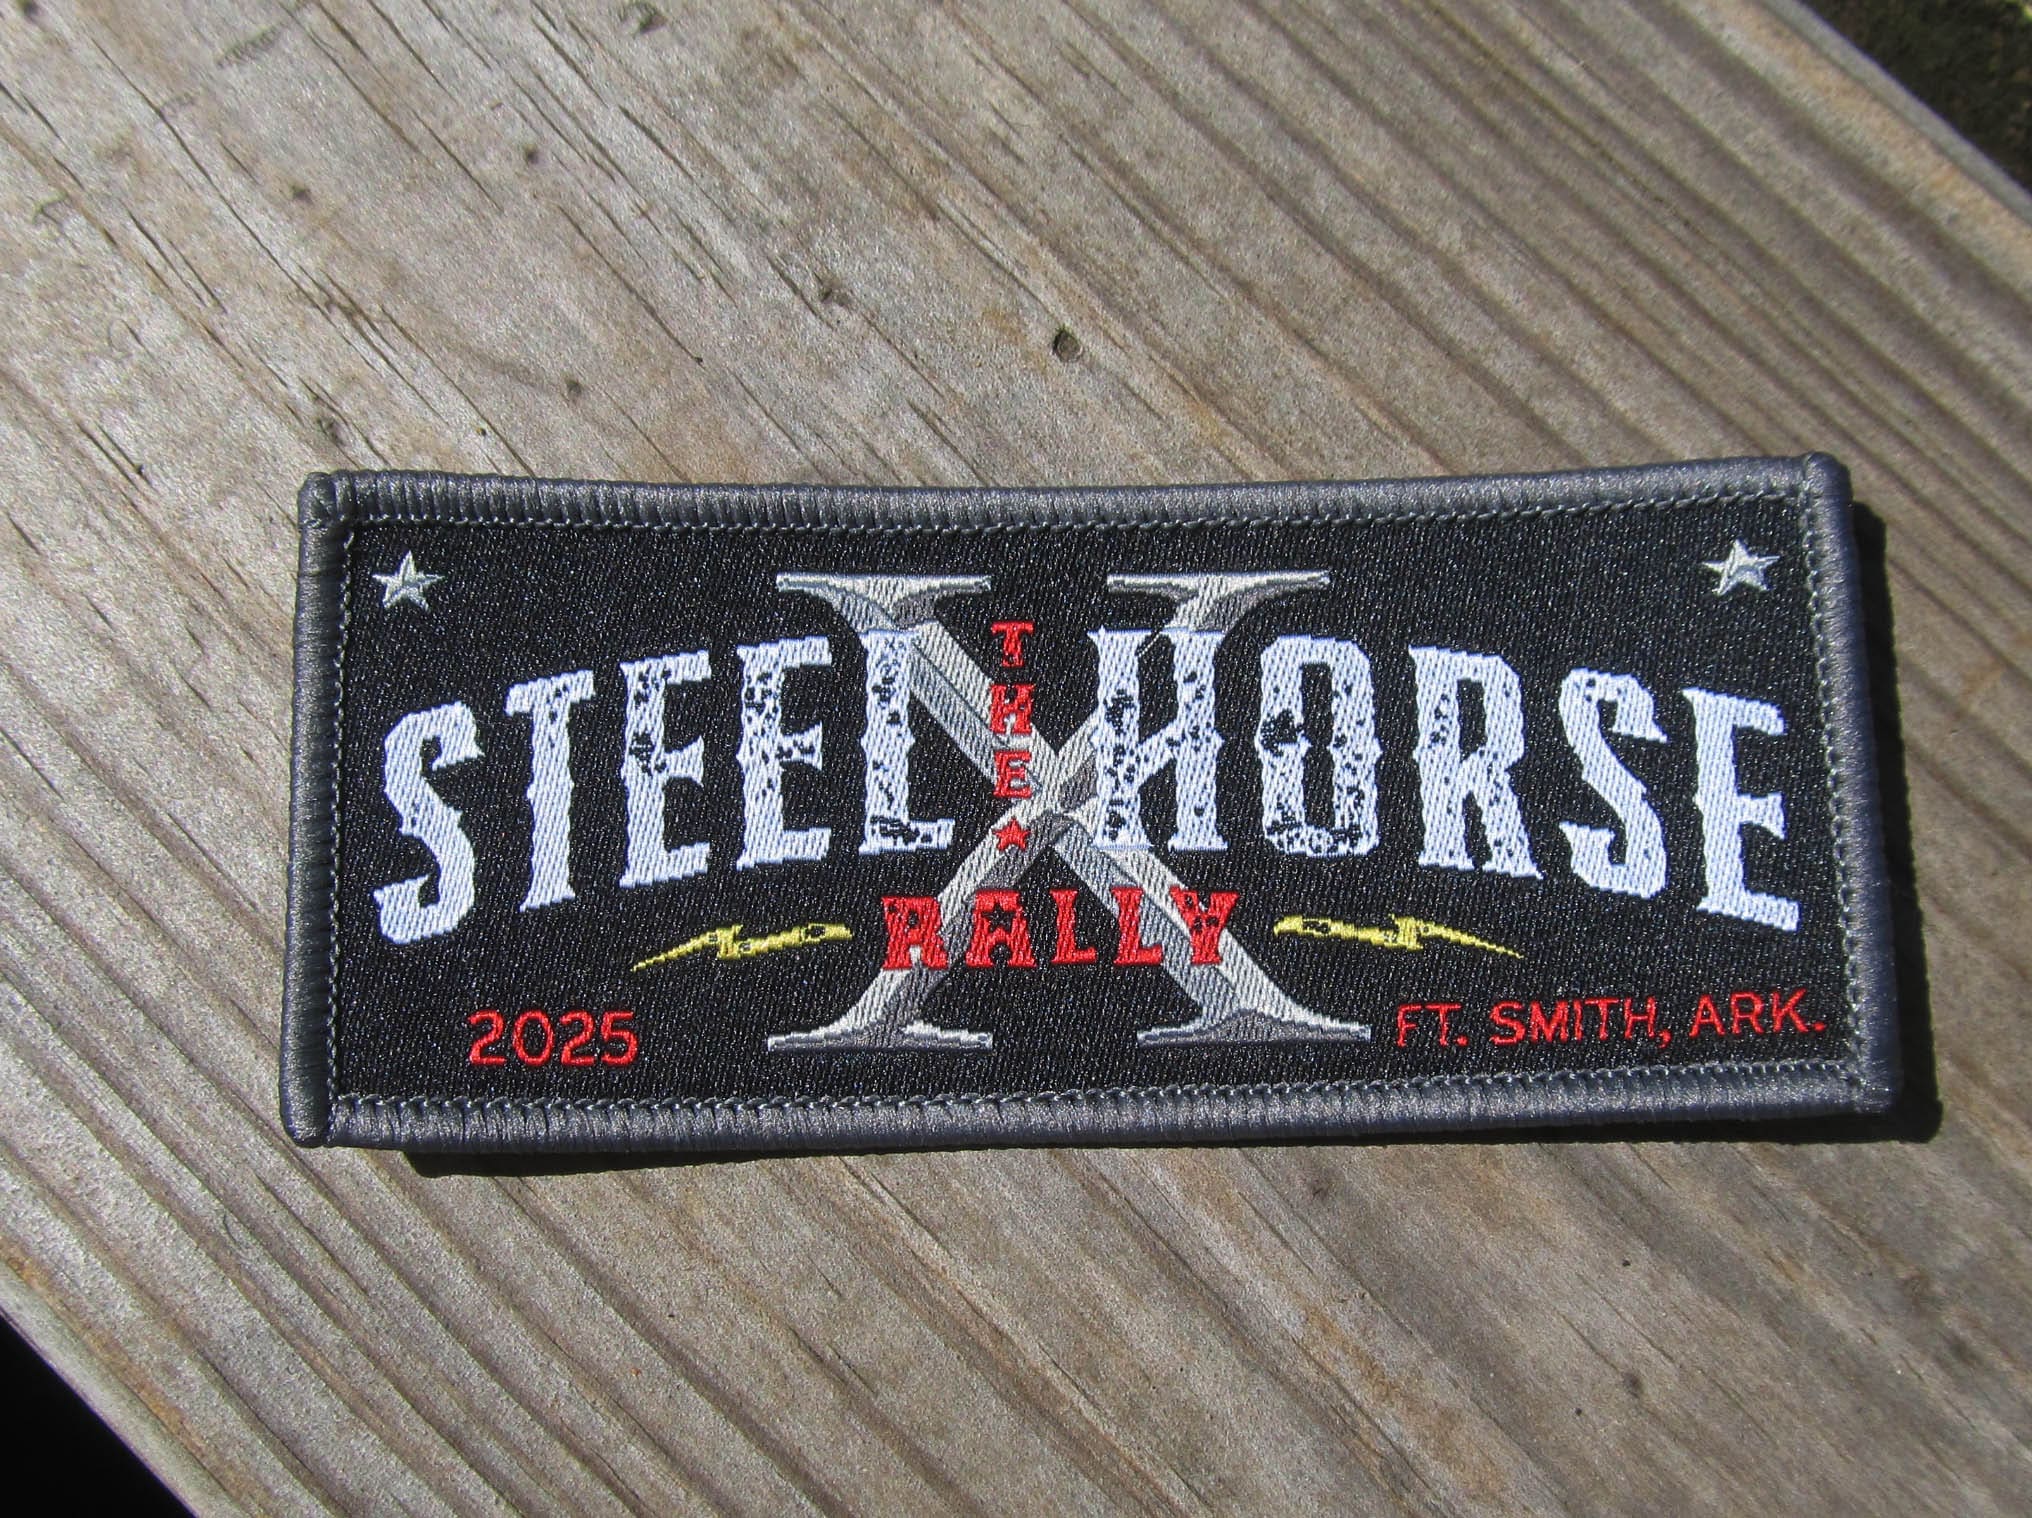 THE
STEEL HORSE
X
RALLY
2025
FT. SMITH, ARK.